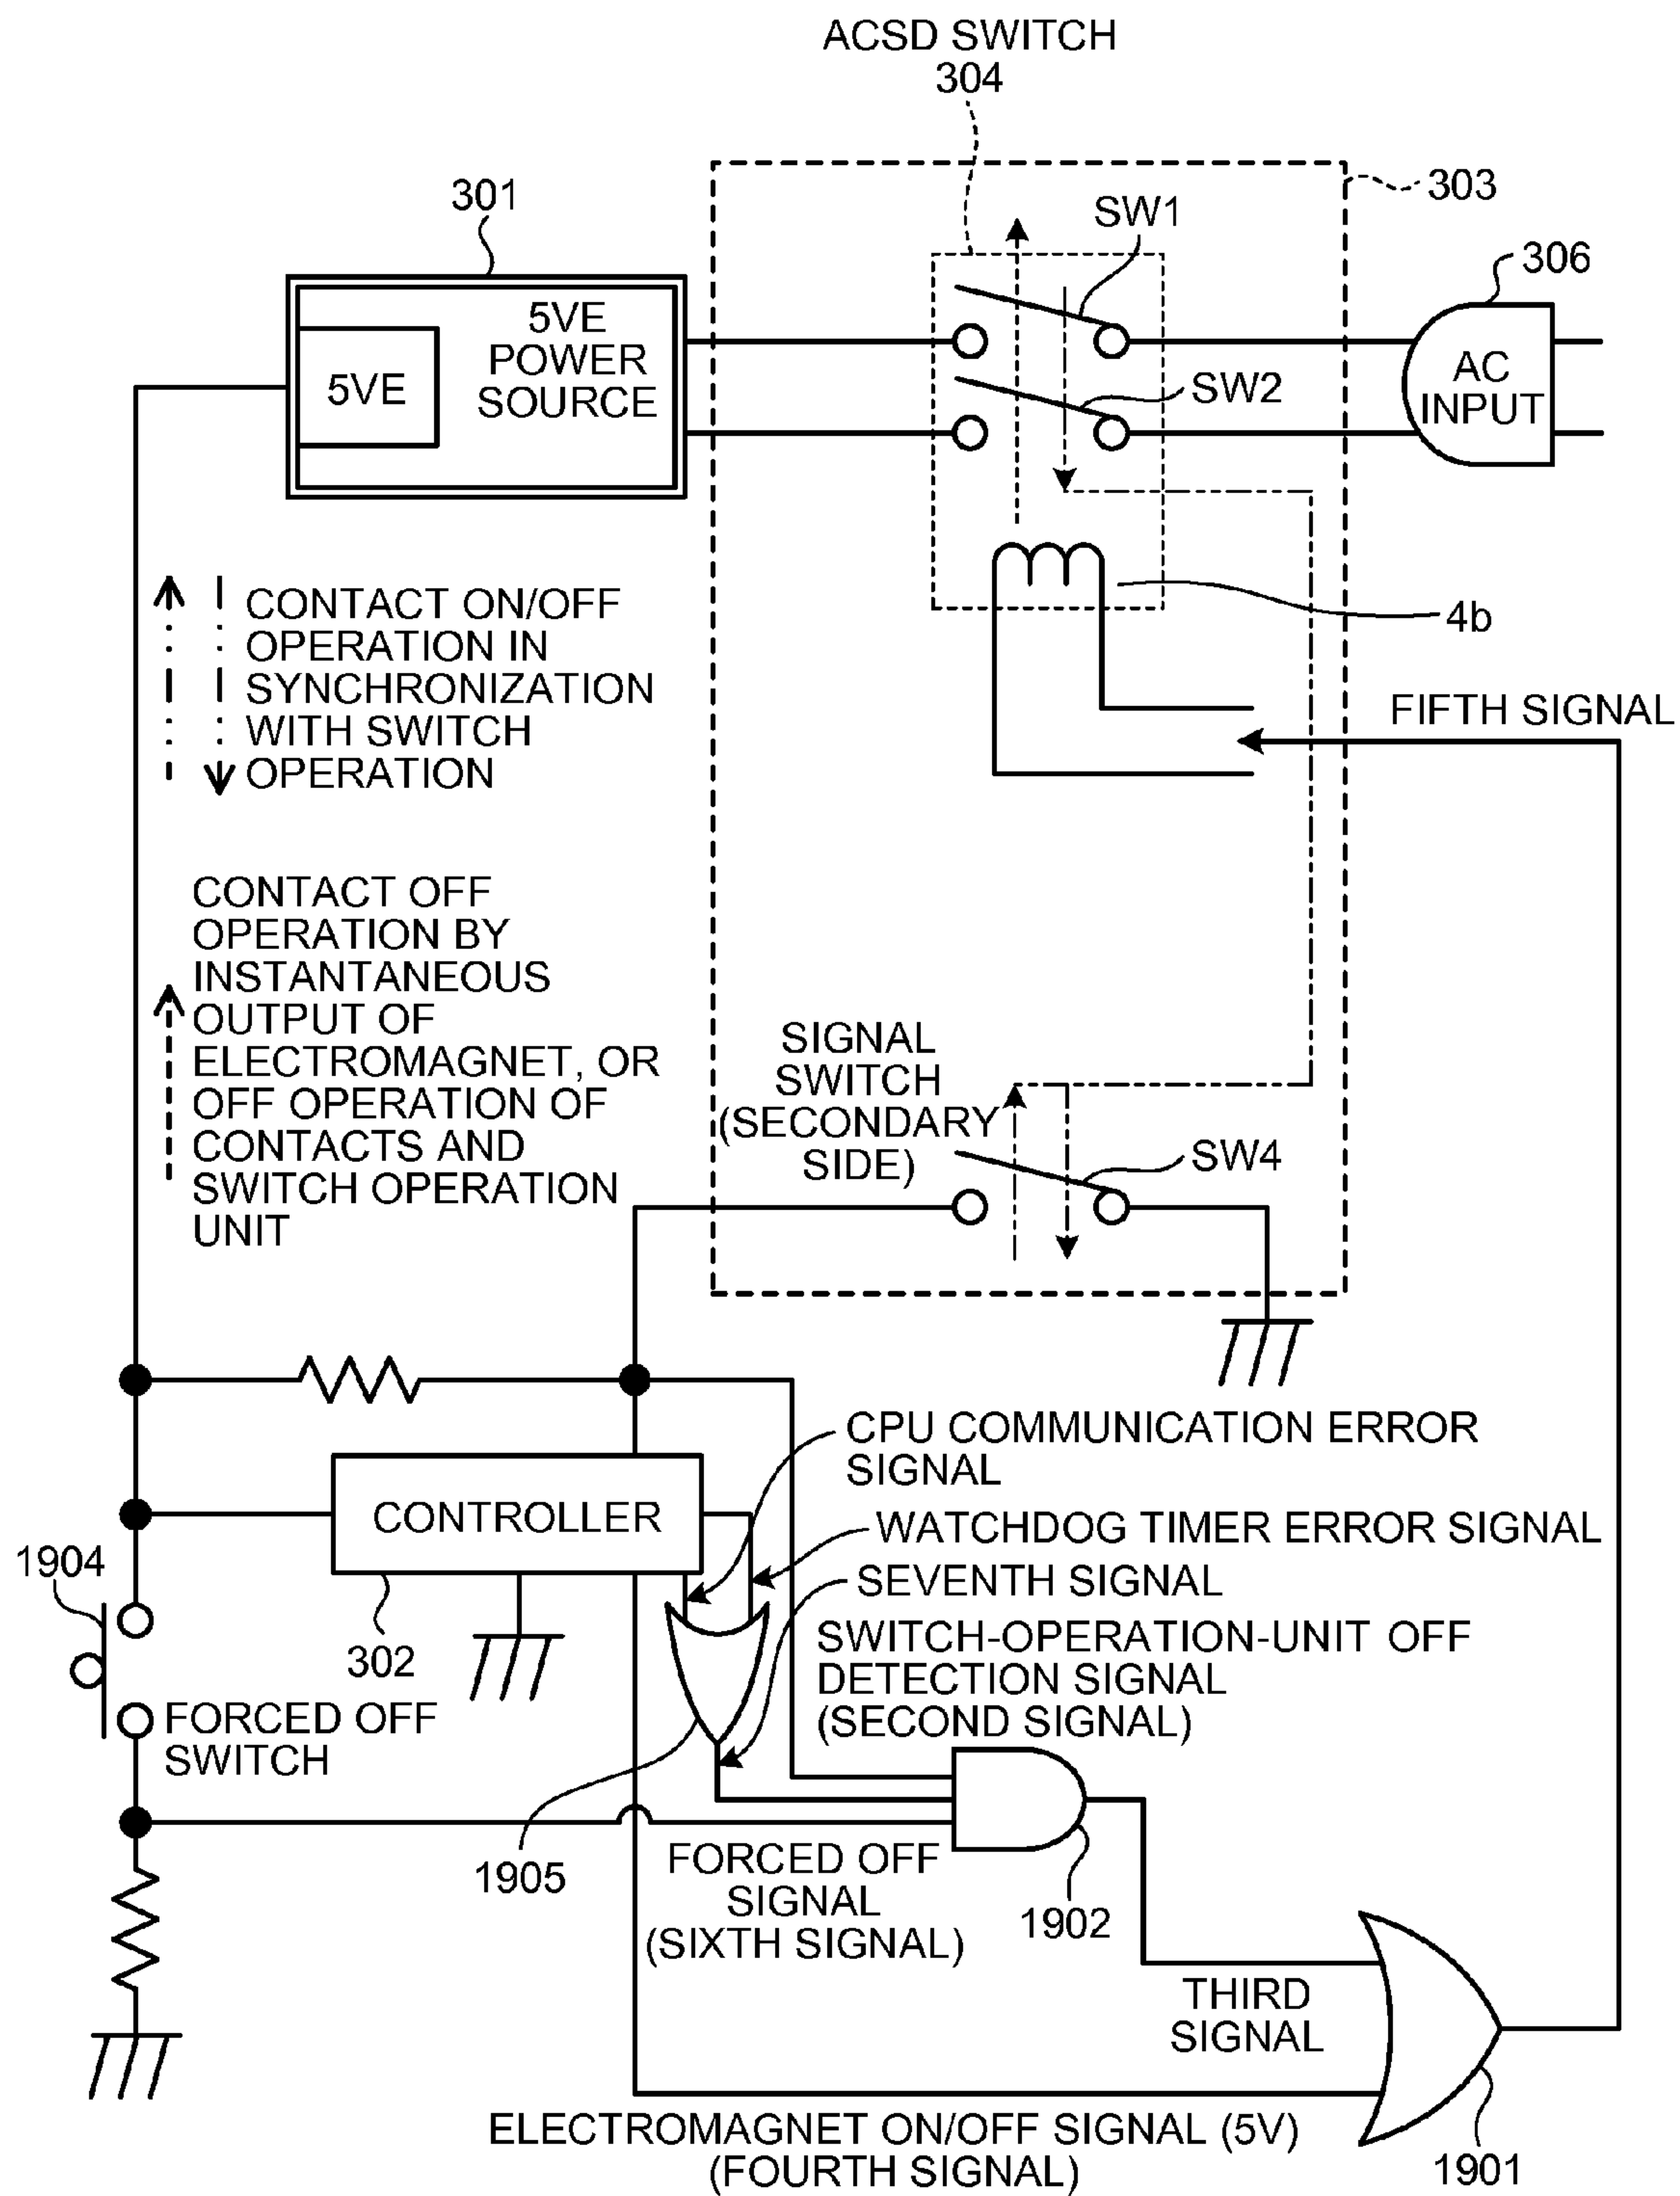 ACSD SWITCH
304
303
301
SW1
306
5VE
POWER
SOURCE
5VE
SW2
AC
INPUT
CONTACT ON/OFF
OPERATION IN
SYNCHRONIZATION
WITH SWITCH
OPERATION
4b
FIFTH SIGNAL
CONTACT OFF
OPERATION BY
INSTANTANEOUS
OUTPUT OF
ELECTROMAGNET, OR
OFF OPERATION OF
CONTACTS AND
SWITCH OPERATION
UNIT
SIGNAL
SWITCH
(SECONDARY
SIDE)
SW4
CPU COMMUNICATION ERROR
SIGNAL
CONTROLLER
WATCHDOG TIMER ERROR SIGNAL
1904
SEVENTH SIGNAL
302
SWITCH-OPERATION-UNIT OFF
DETECTION SIGNAL
(SECOND SIGNAL)
FORCED OFF
SWITCH
1905
FORCED OFF
SIGNAL
(SIXTH SIGNAL)
1902
THIRD
SIGNAL
ELECTROMAGNET ON/OFF SIGNAL (5V)
(FOURTH SIGNAL)
1901